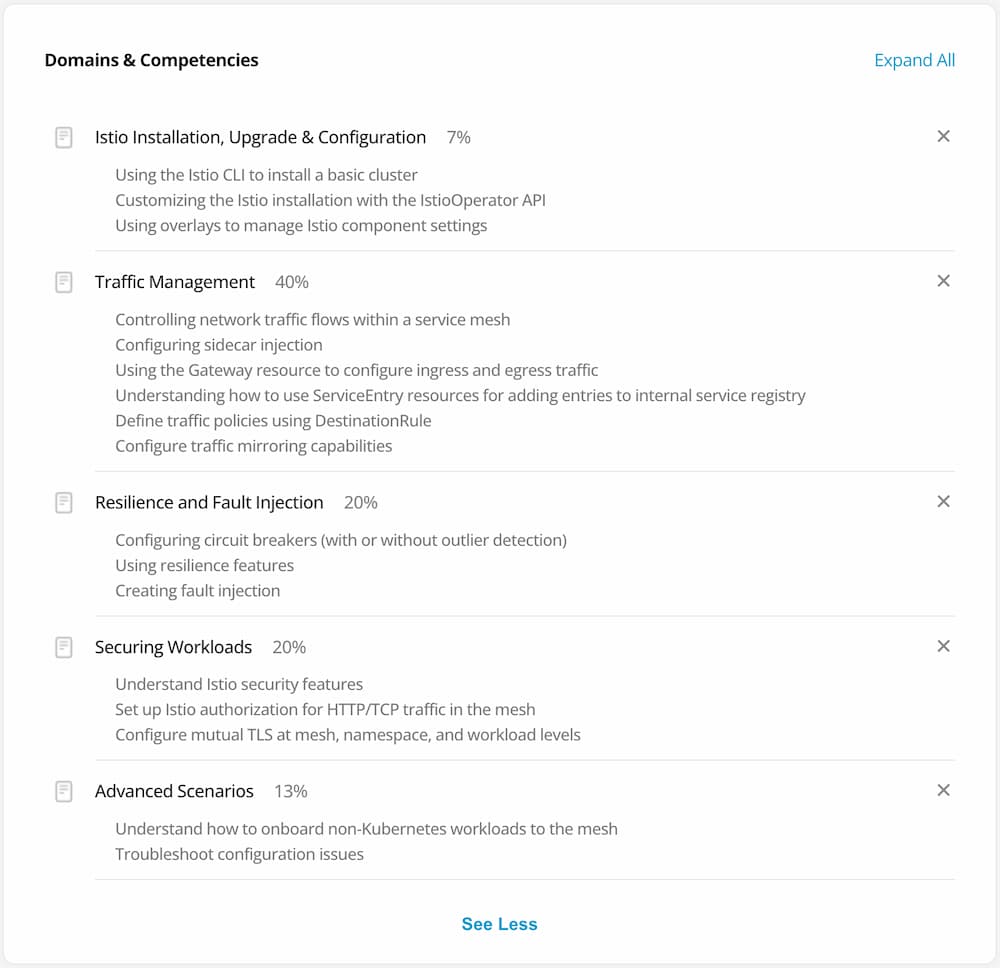 Domains & Competencies
Expand All
Istio Installation, Upgrade & Configuration 7%
Using the Istio CLI to install a basic cluster
Customizing the Istio installation with the IstioOperator API
Using overlays to manage Istio component settings
Traffic Management 40%
Controlling network traffic flows within a service mesh
Configuring sidecar injection
Using the Gateway resource to configure ingress and egress traffic
Understanding how to use ServiceEntry resources for adding entries to internal service registry
Define traffic policies using DestinationRule
Configure traffic mirroring capabilities
Resilience and Fault Injection 20%
Configuring circuit breakers (with or without outlier detection)
Using resilience features
Creating fault injection
Securing Workloads 20%
Understand Istio security features
Set up Istio authorization for HTTP/TCP traffic in the mesh
Configure mutual TLS at mesh, namespace, and workload levels
Advanced Scenarios 13%
Understand how to onboard non-Kubernetes workloads to the mesh
Troubleshoot configuration issues
See Less